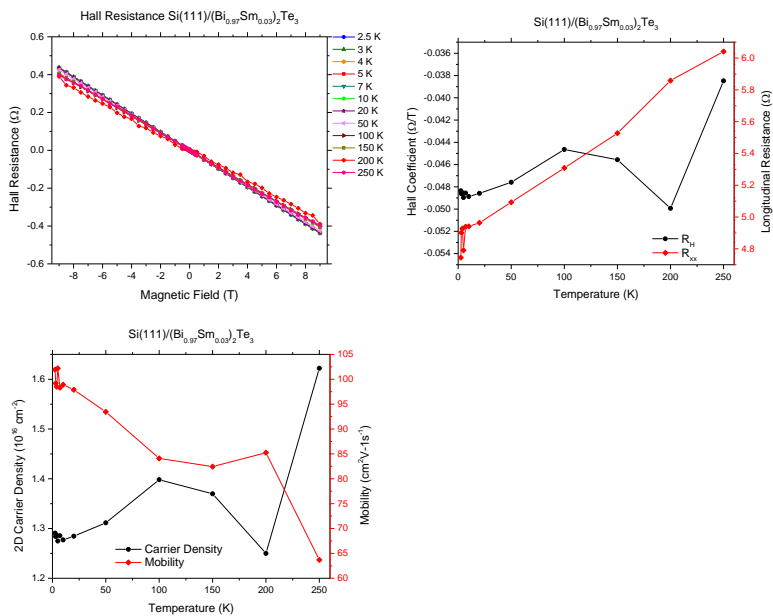 Hall Resistance Si(111)/(Bi0.97Sm0.03)2Te3
0.6
0.4
0.2
0.0
-0.2
-0.4
-0.6
Hall Resistance (Ω)
-8 -6 -4 -2 0 2 4 6 8
Magnetic Field (T)
2.5 K
3 K
4 K
5 K
7 K
10 K
20 K
50 K
100 K
150 K
200 K
250 K
Si(111)/(Bi0.97Sm0.03)2Te3
-0.036
-0.038
-0.040
-0.042
-0.044
-0.046
-0.048
-0.050
-0.052
-0.054
Hall Coefficient (Ω/T)
0 50 100 150 200 250
Temperature (K)
6.0
5.8
5.6
5.4
5.2
5.0
4.8
Longitudinal Resistance (Ω)
RH
Rxx
Si(111)/(Bi0.97Sm0.03)2Te3
1.6
1.5
1.4
1.3
1.2
2D Carrier Density (10^16 cm^-2)
0 50 100 150 200 250
Temperature (K)
105
100
95
90
85
80
75
70
65
60
Mobility (cm^2V-1s^-1)
Carrier Density
Mobility